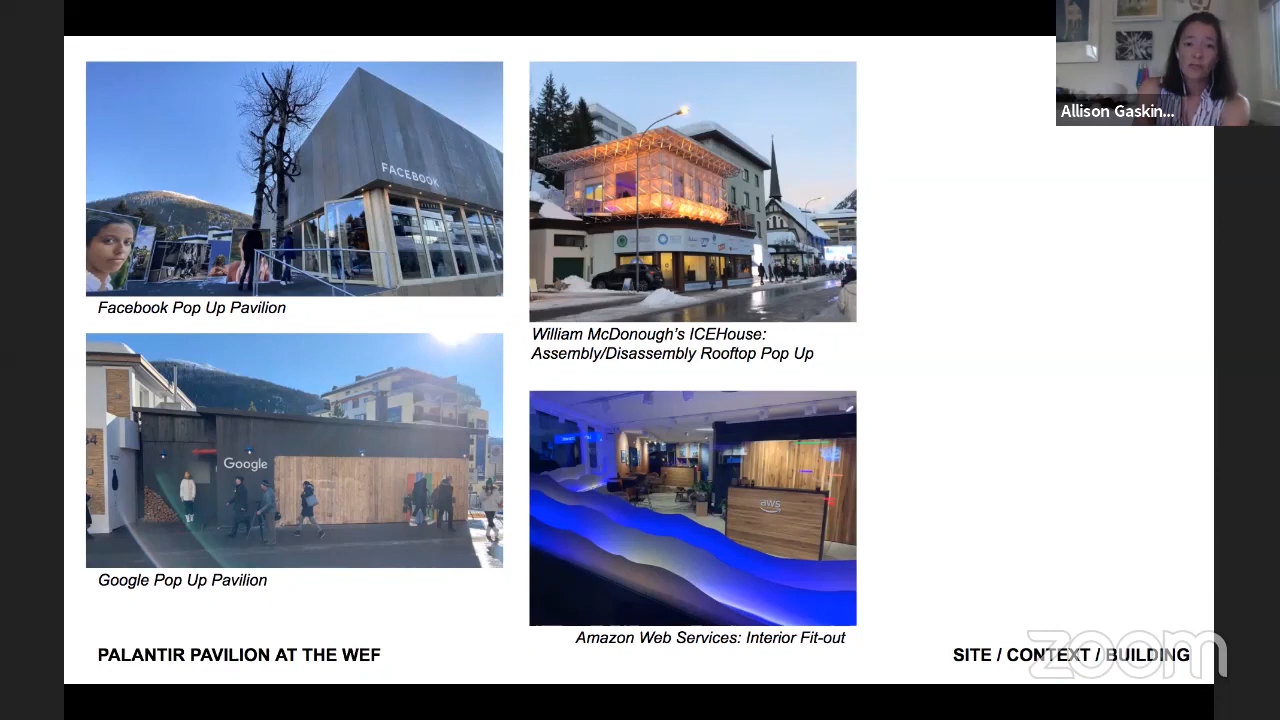 Allison Gaskin...
FACEBOOK
Facebook Pop Up Pavilion
William McDonough's ICEHouse:
Assembly/Disassembly Rooftop Pop Up
Google
Google Pop Up Pavilion
aws
Amazon Web Services: Interior Fit-out
PALANTIR PAVILION AT THE WEF
SITE / CONTEXT / BUILDING
zoom